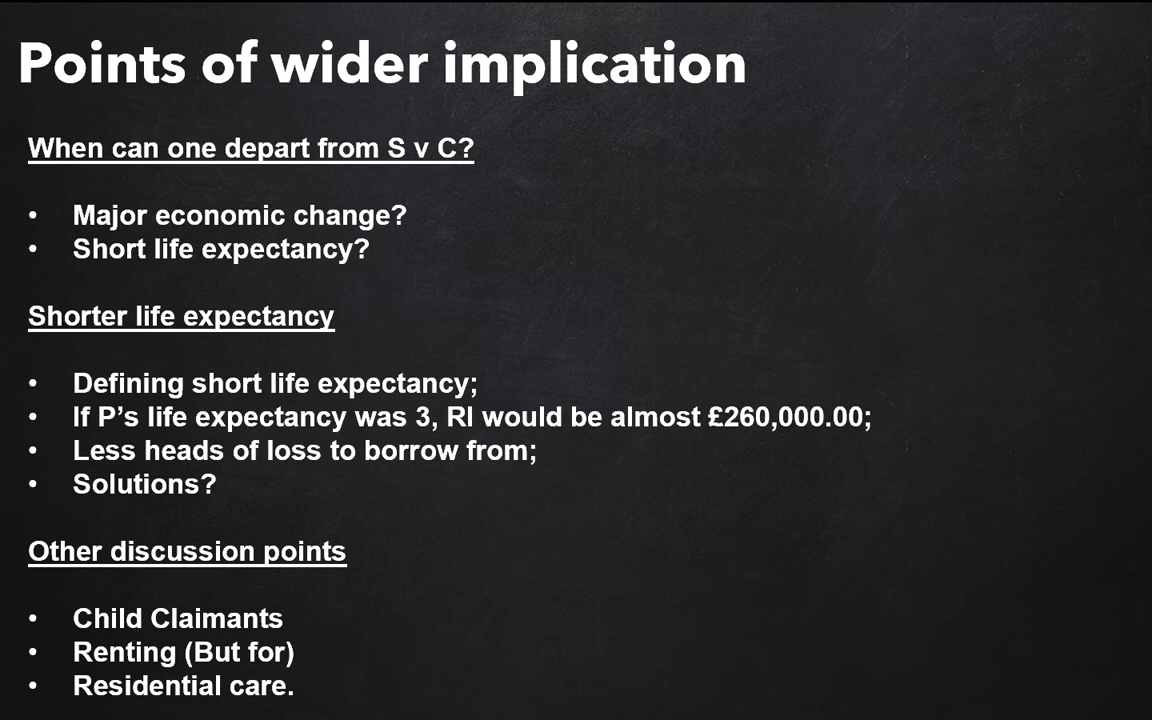 Points of wider implication
When can one depart from S v C?
• Major economic change?
• Short life expectancy?
Shorter life expectancy
• Defining short life expectancy;
• If P’s life expectancy was 3, RI would be almost £260,000.00;
• Less heads of loss to borrow from;
• Solutions?
Other discussion points
• Child Claimants
• Renting (But for)
• Residential care.